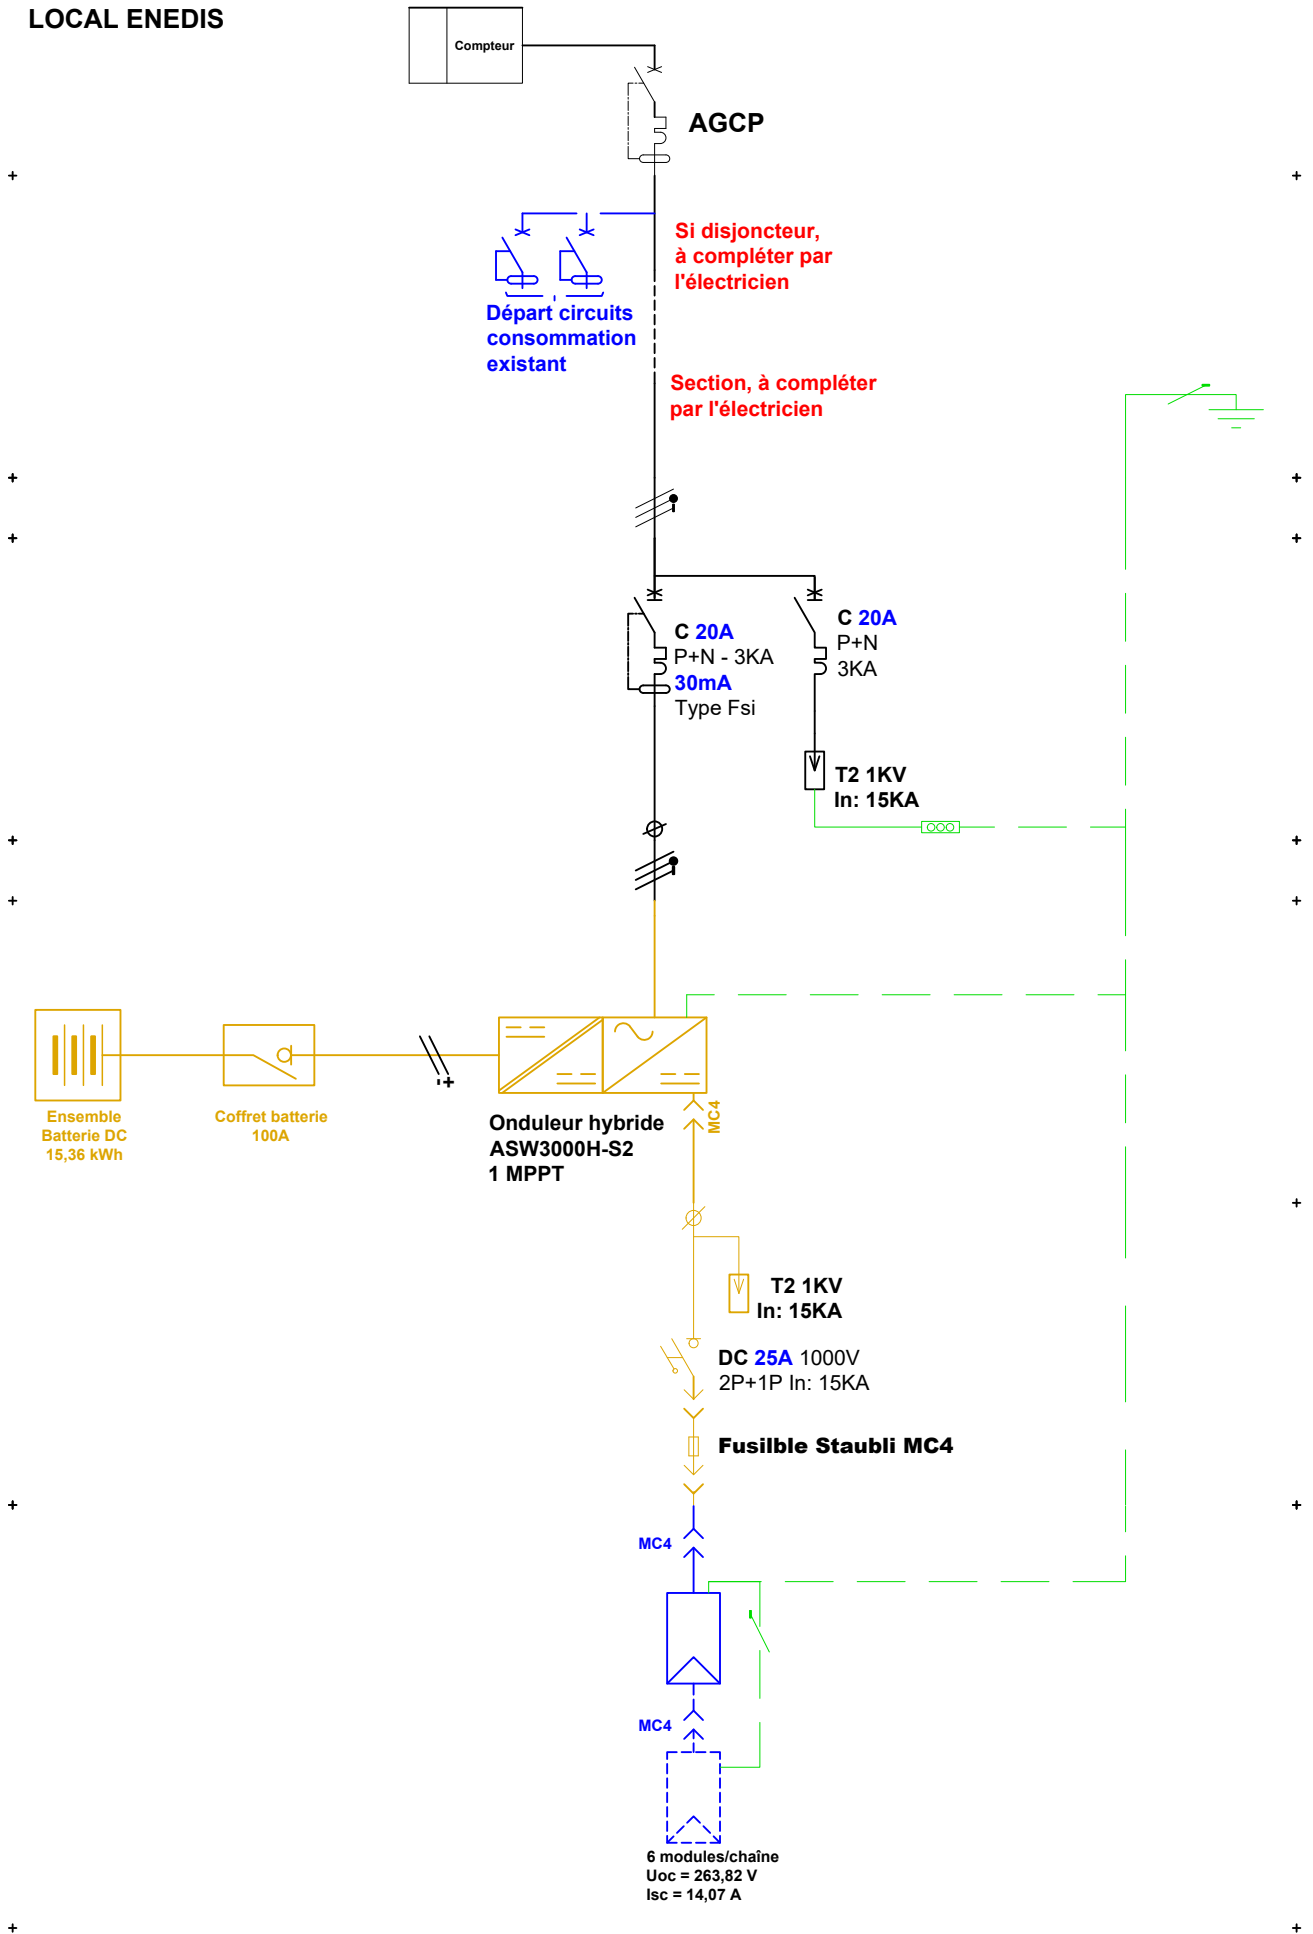 LOCAL ENEDIS
Compteur
AGCP
Si disjoncteur,
à compléter par
l'électricien
Départ circuits
consommation
existant
Section, à compléter
par l'électricien
C 20A
P+N - 3KA
30mA
Type Fsi
C 20A
P+N
3KA
T2 1KV
In: 15KA
Ensemble
Batterie DC
15,36 kWh
Coffret batterie
100A
Onduleur hybride
ASW3000H-S2
1 MPPT
MC4
T2 1KV
In: 15KA
DC 25A 1000V
2P+1P In: 15KA
Fusilble Staubli MC4
MC4
MC4
6 modules/chaîne
Uoc = 263,82 V
Isc = 14,07 A